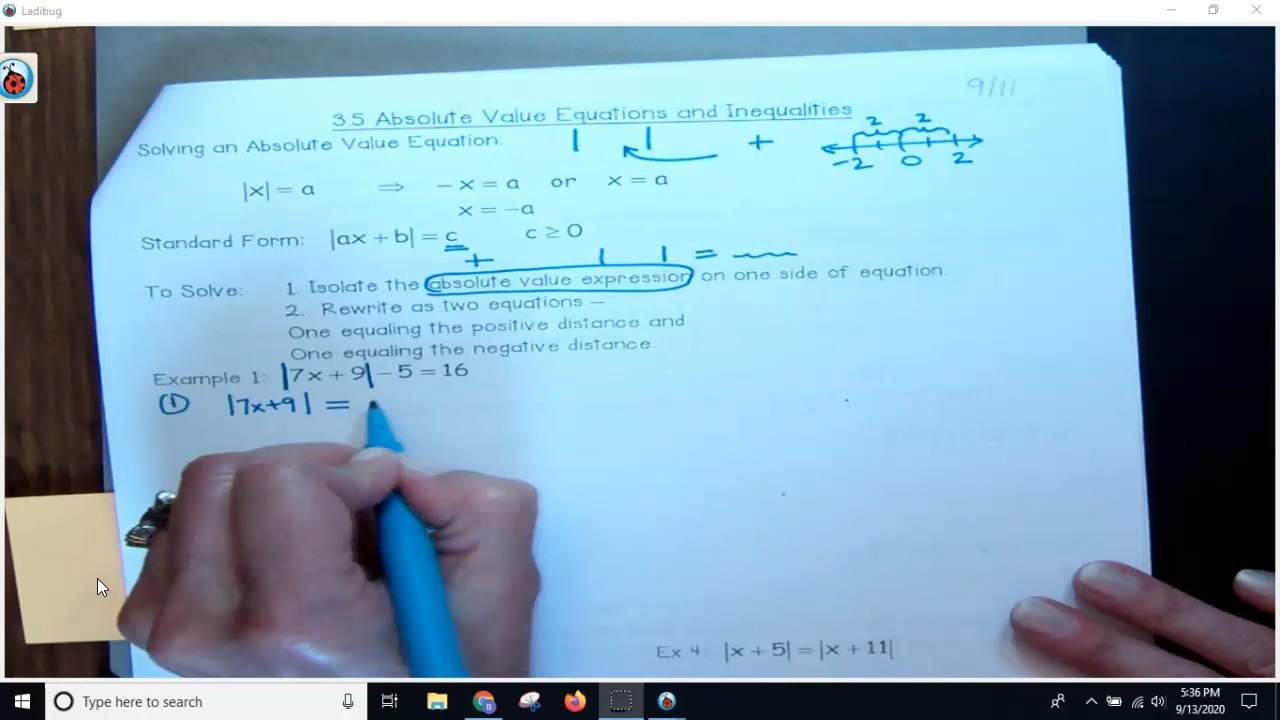 Ladibug
9/11
3.5 Absolute Value Equations and Inequalities
Solving an Absolute Value Equation: | | +
2 2
-2 0 2
|x| = a ⇒ -x = a or x = a
x = -a
Standard Form: |ax + b| = c c ≥ 0
+ | | =
To Solve: 1. Isolate the absolute value expression on one side of equation.
2. Rewrite as two equations –
One equaling the positive distance and
One equaling the negative distance.
Example 1: |7x + 9| - 5 = 16
① |7x+9| =
Ex 4: |x + 5| = |x + 11|
Type here to search
5:36 PM
9/13/2020